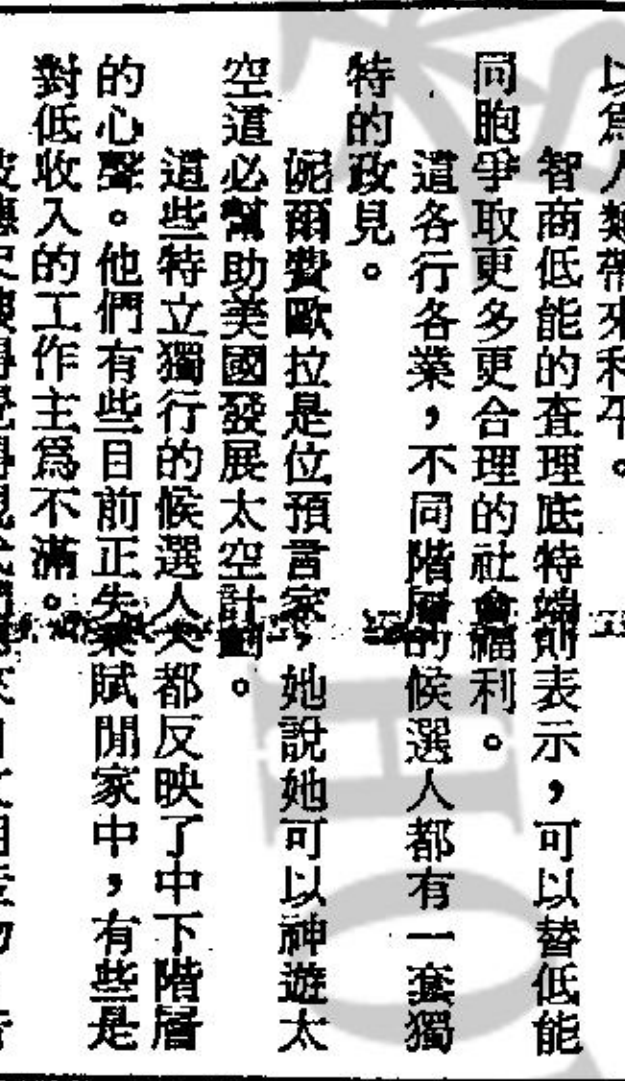 以爲人類帶來和平。
智商低能的查理底特端則表示，可以替低能
同胞爭取更多更合理的社會福利。
這各行各業，不同階層的候選人都有一套獨
特的政見。
妮爾費歐拉是位預言家，她說她可以神遊太
空這必幫助美國發展太空計劃。
這些特立獨行的候選人大都反映了中下階層
的心聲。他們有些目前正失業賦閒家中，有些是
對低收入的工作主爲不滿。